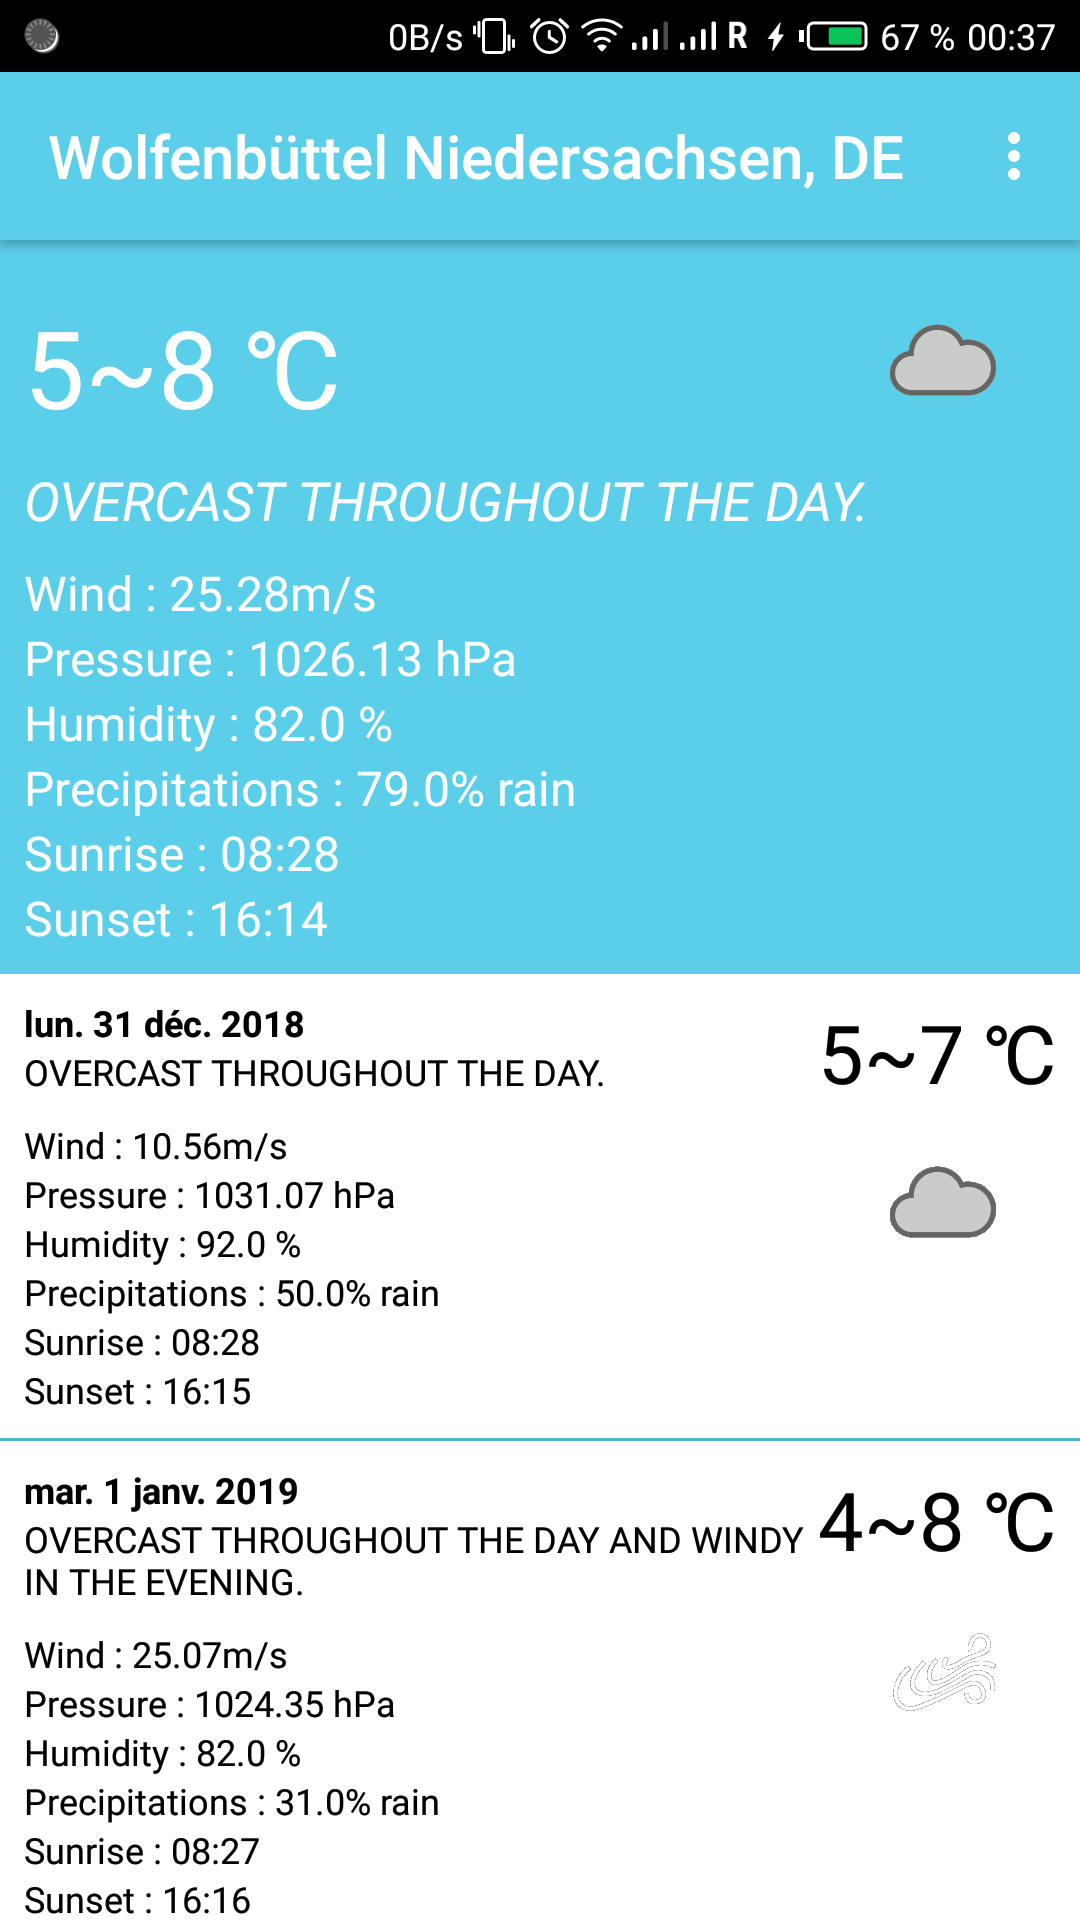 0B/s R 67 % 00:37
Wolfenbüttel Niedersachsen, DE
5~8 °C
OVERCAST THROUGHOUT THE DAY.
Wind : 25.28m/s
Pressure : 1026.13 hPa
Humidity : 82.0 %
Precipitations : 79.0% rain
Sunrise : 08:28
Sunset : 16:14
lun. 31 déc. 2018
5~7 °C
OVERCAST THROUGHOUT THE DAY.
Wind : 10.56m/s
Pressure : 1031.07 hPa
Humidity : 92.0 %
Precipitations : 50.0% rain
Sunrise : 08:28
Sunset : 16:15
mar. 1 janv. 2019
4~8 °C
OVERCAST THROUGHOUT THE DAY AND WINDY
IN THE EVENING.
Wind : 25.07m/s
Pressure : 1024.35 hPa
Humidity : 82.0 %
Precipitations : 31.0% rain
Sunrise : 08:27
Sunset : 16:16